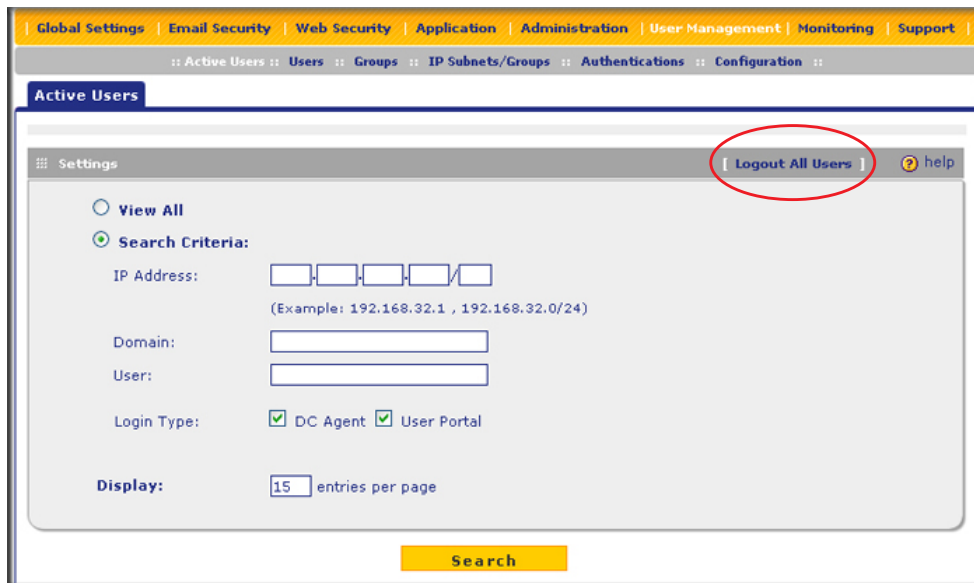 | Global Settings | Email Security | Web Security | Application | Administration | User Management | Monitoring | Support |
:: Active Users :: Users :: Groups :: IP Subnets/Groups :: Authentications :: Configuration ::
Active Users
Settings [ Logout All Users ] ? help
View All
Search Criteria:
IP Address: . . . /
(Example: 192.168.32.1 , 192.168.32.0/24)
Domain:
User:
Login Type: DC Agent User Portal
Display: 15 entries per page
Search